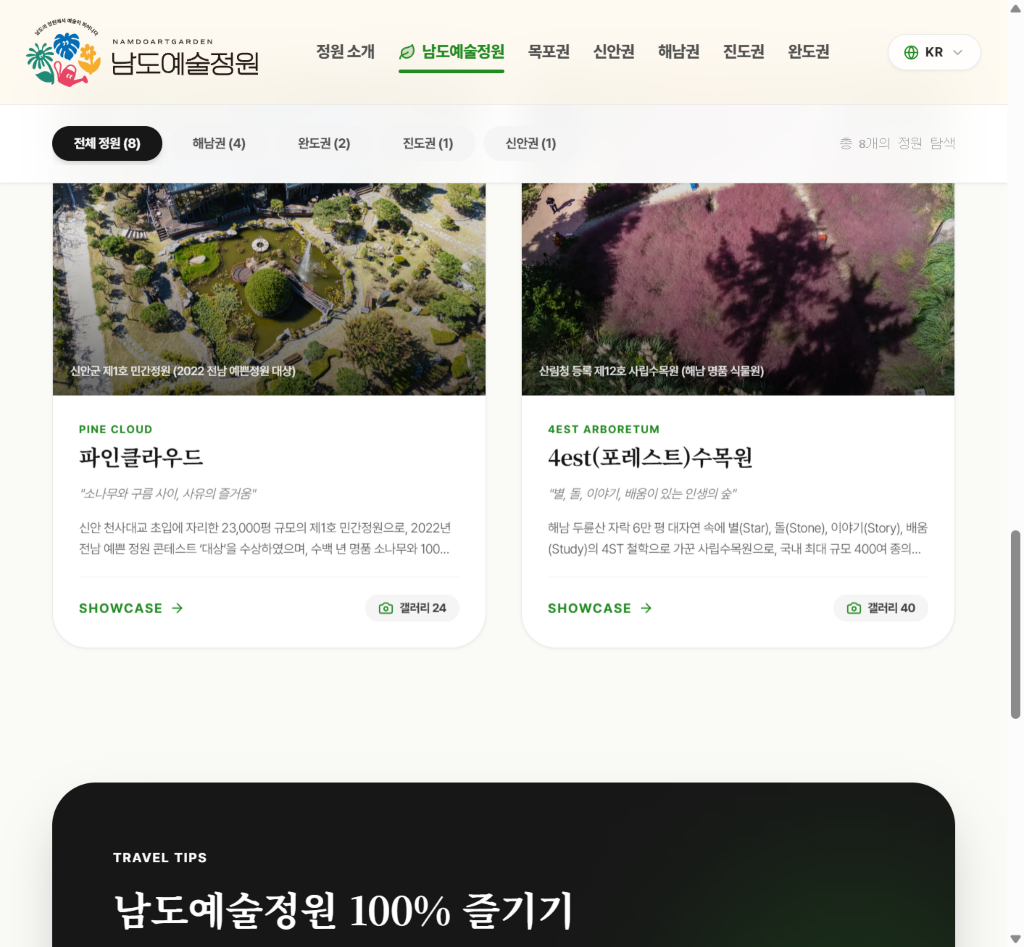 남도의 정원에서 예술이 피어나다
NAMDOARTGARDEN
남도예술정원
정원 소개
남도예술정원
목포권
신안권
해남권
진도권
완도권
KR
전체 정원 (8)
해남권 (4)
완도권 (2)
진도권 (1)
신안권 (1)
총 8개의 정원 탐색
신안군 제1호 민간정원 (2022 전남 예쁜정원 대상)
산림청 등록 제12호 사립수목원 (해남 명품 식물원)
PINE CLOUD
파인클라우드
"소나무와 구름 사이, 사유의 즐거움"
신안 천사대교 초입에 자리한 23,000평 규모의 제1호 민간정원으로, 2022년
전남 예쁜 정원 콘테스트 ‘대상’을 수상하였으며, 수백 년 명품 소나무와 100...
SHOWCASE →
갤러리 24
4EST ARBORETUM
4est(포레스트)수목원
"별, 돌, 이야기, 배움이 있는 인생의 숲"
해남 두륜산 자락 6만 평 대자연 속에 별(Star), 돌(Stone), 이야기(Story), 배움
(Study)의 4ST 철학으로 가꾼 사립수목원으로, 국내 최대 규모 400여 종의...
SHOWCASE →
갤러리 40
TRAVEL TIPS
남도예술정원 100% 즐기기